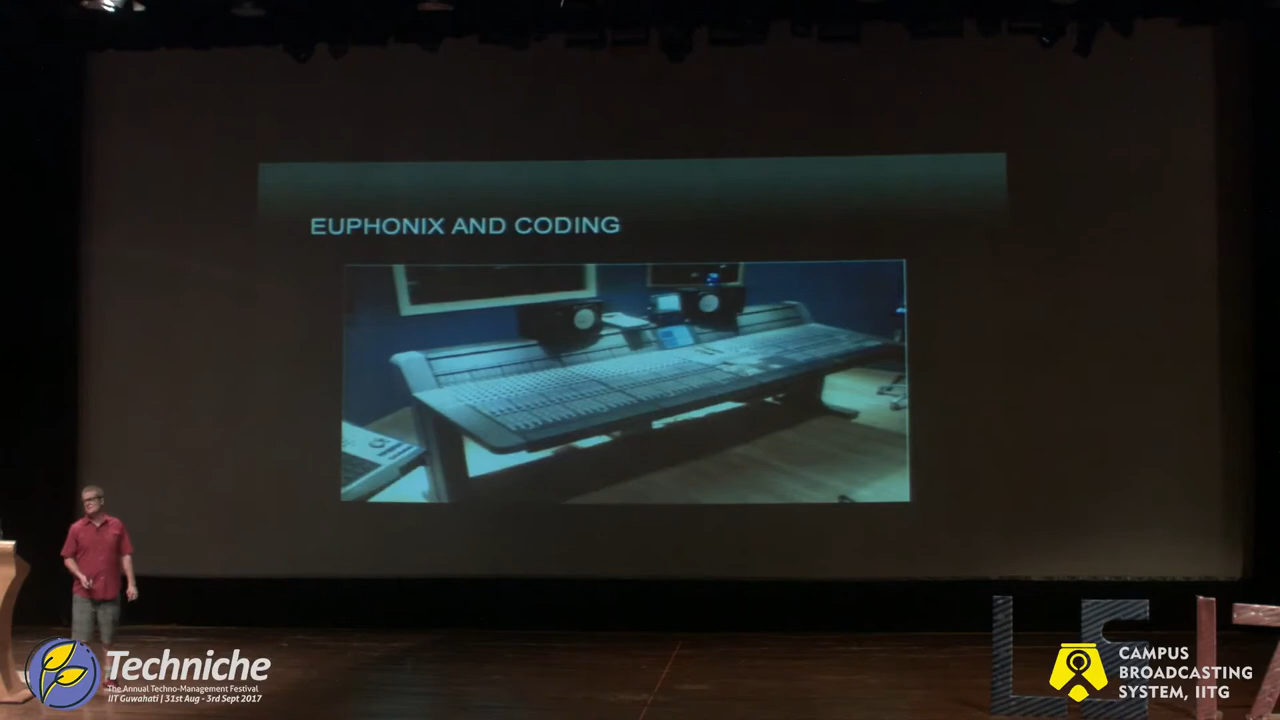 EUPHONIX AND CODING
Techniche
The Annual Techno-Management Festival
IIT Guwahati | 31st Aug - 3rd Sept 2017
LE17
CAMPUS
BROADCASTING
SYSTEM, IITG